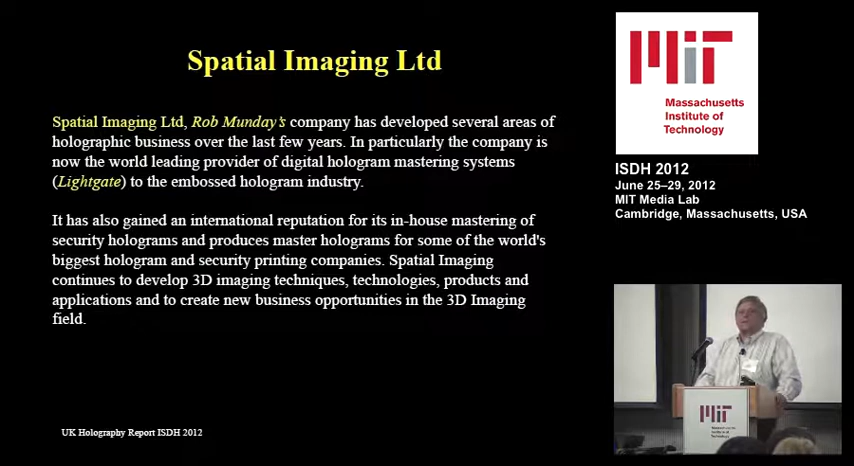 Spatial Imaging Ltd
Spatial Imaging Ltd, Rob Munday's company has developed several areas of
holographic business over the last few years. In particularly the company is
now the world leading provider of digital hologram mastering systems
(Lightgate) to the embossed hologram industry.
It has also gained an international reputation for its in-house mastering of
security holograms and produces master holograms for some of the world's
biggest hologram and security printing companies. Spatial Imaging
continues to develop 3D imaging techniques, technologies, products and
applications and to create new business opportunities in the 3D Imaging
field.
UK Holography Report ISDH 2012
MIT
Massachusetts
Institute of
Technology
ISDH 2012
June 25–29, 2012
MIT Media Lab
Cambridge, Massachusetts, USA
MIT
Massachusetts
Institute of
Technology